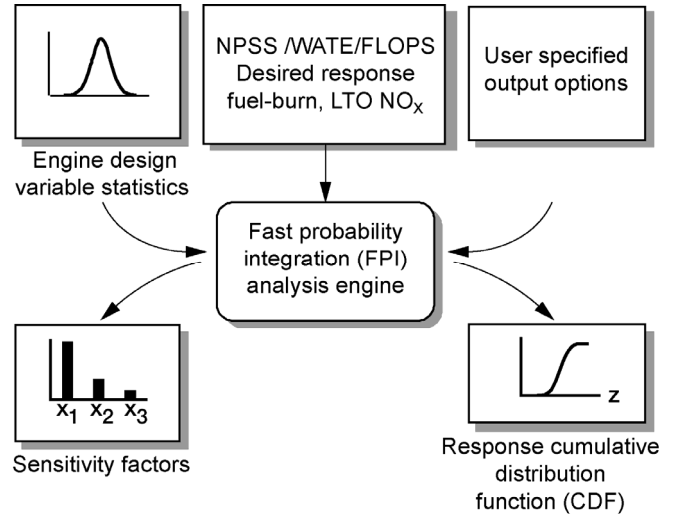 NPSS /WATE/FLOPS
Desired response
fuel-burn, LTO NOx
User specified
output options
Engine design
variable statistics
Fast probability
integration (FPI)
analysis engine
x1 x2 x3
Sensitivity factors
z
Response cumulative
distribution
function (CDF)